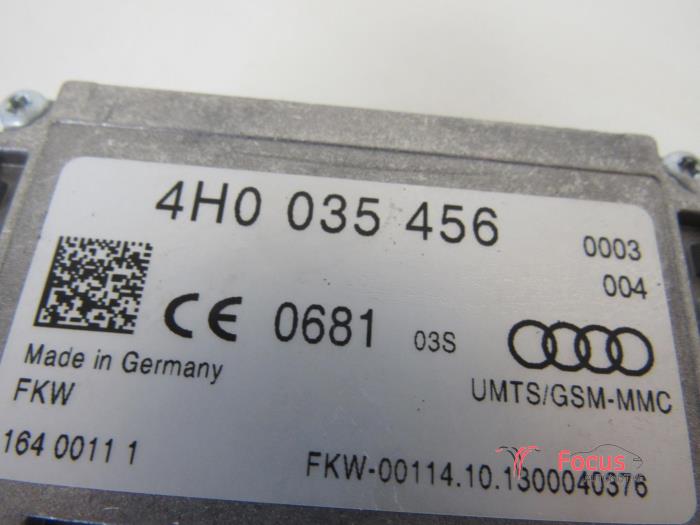 4H0 035 456
0003
004
CE 0681 03S
Made in Germany
FKW
UMTS/GSM-MMC
164 0011 1
FKW-00114.10.1300040376
Focus
AUTOMOTIVE